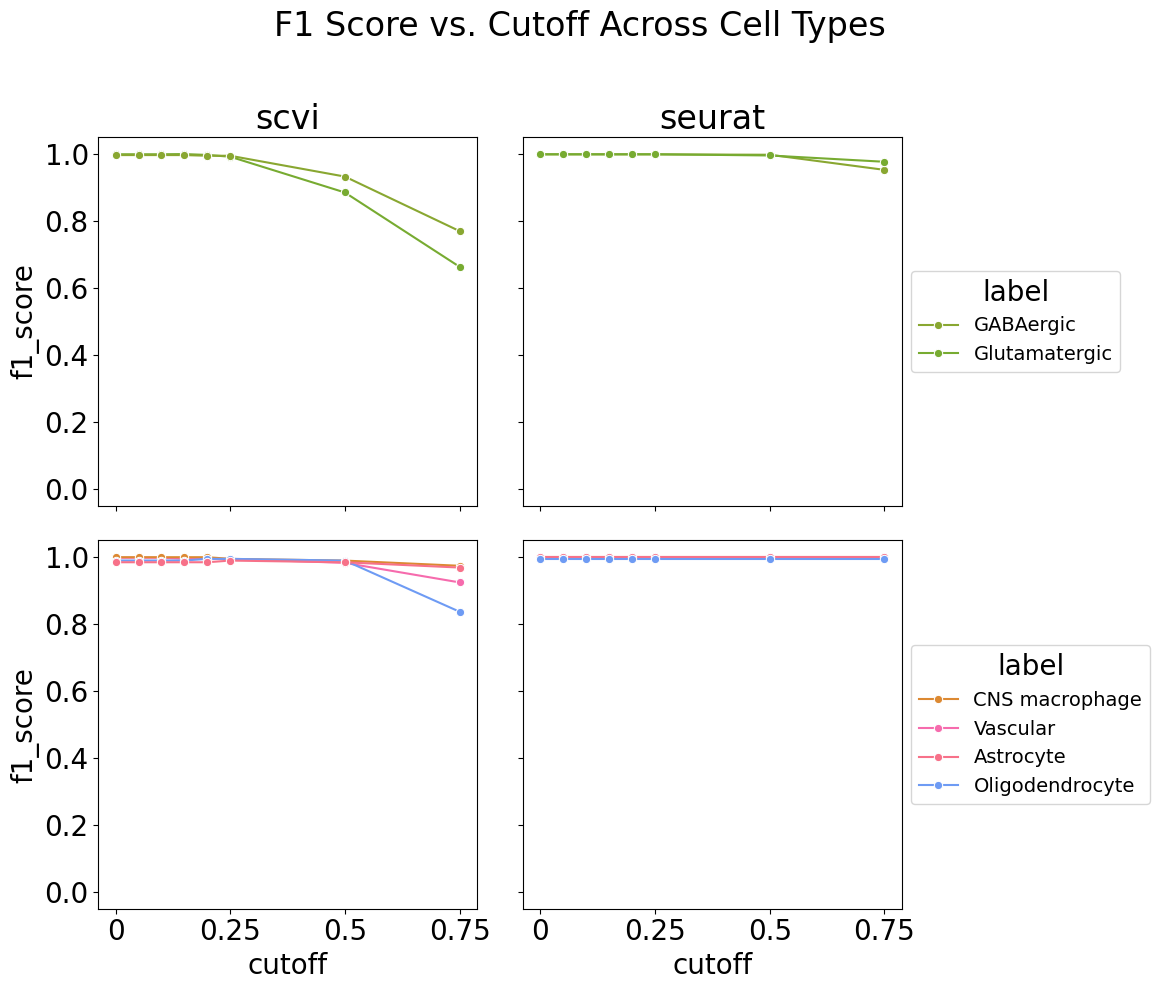 F1 Score vs. Cutoff Across Cell Types
scvi
seurat
1.0
0.8
0.6
0.4
0.2
0.0
f1_score
label
GABAergic
Glutamatergic
1.0
0.8
0.6
0.4
0.2
0.0
f1_score
label
CNS macrophage
Vascular
Astrocyte
Oligodendrocyte
0 0.25 0.5 0.75
0 0.25 0.5 0.75
cutoff
cutoff